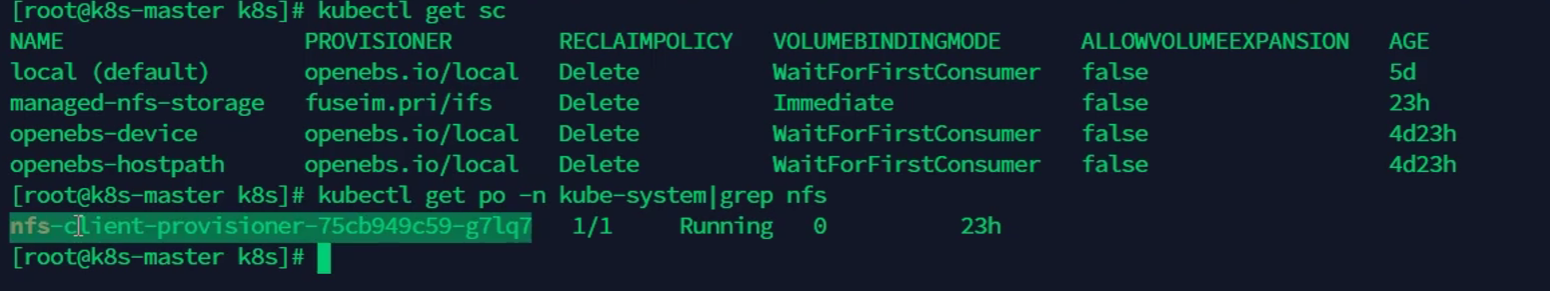 [root@k8s-master k8s]# kubectl get sc
NAME PROVISIONER RECLAIMPOLICY VOLUMEBINDINGMODE ALLOWVOLUMEEXPANSION AGE
local (default) openebs.io/local Delete WaitForFirstConsumer false 5d
managed-nfs-storage fuseim.pri/ifs Delete Immediate false 23h
openebs-device openebs.io/local Delete WaitForFirstConsumer false 4d23h
openebs-hostpath openebs.io/local Delete WaitForFirstConsumer false 4d23h
[root@k8s-master k8s]# kubectl get po -n kube-system|grep nfs
nfs-client-provisioner-75cb949c59-g7lq7 1/1 Running 0 23h
[root@k8s-master k8s]#